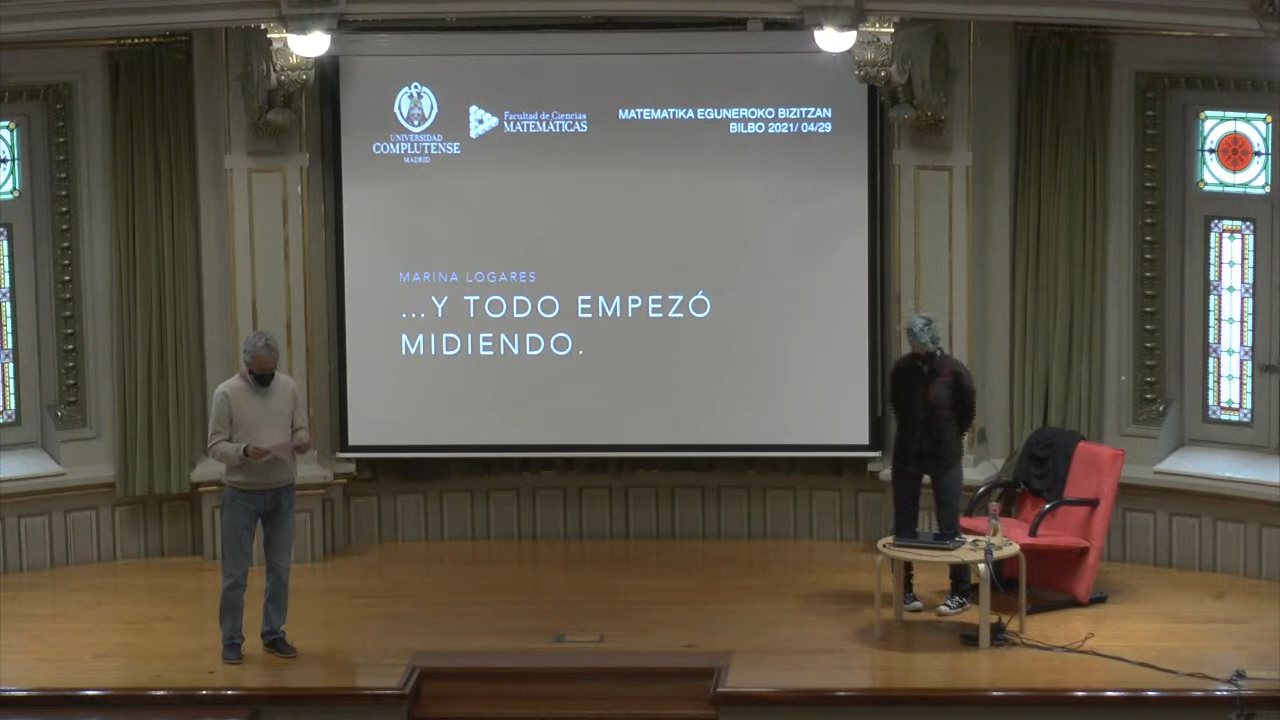 UNIVERSIDAD
COMPLUTENSE
MADRID
Facultad de Ciencias
MATEMÁTICAS
MATEMATIKA EGUNEROKO BIZITZAN
BILBO 2021/ 04/29
MARINA LOGARES
...Y TODO EMPEZÓ
MIDIENDO.